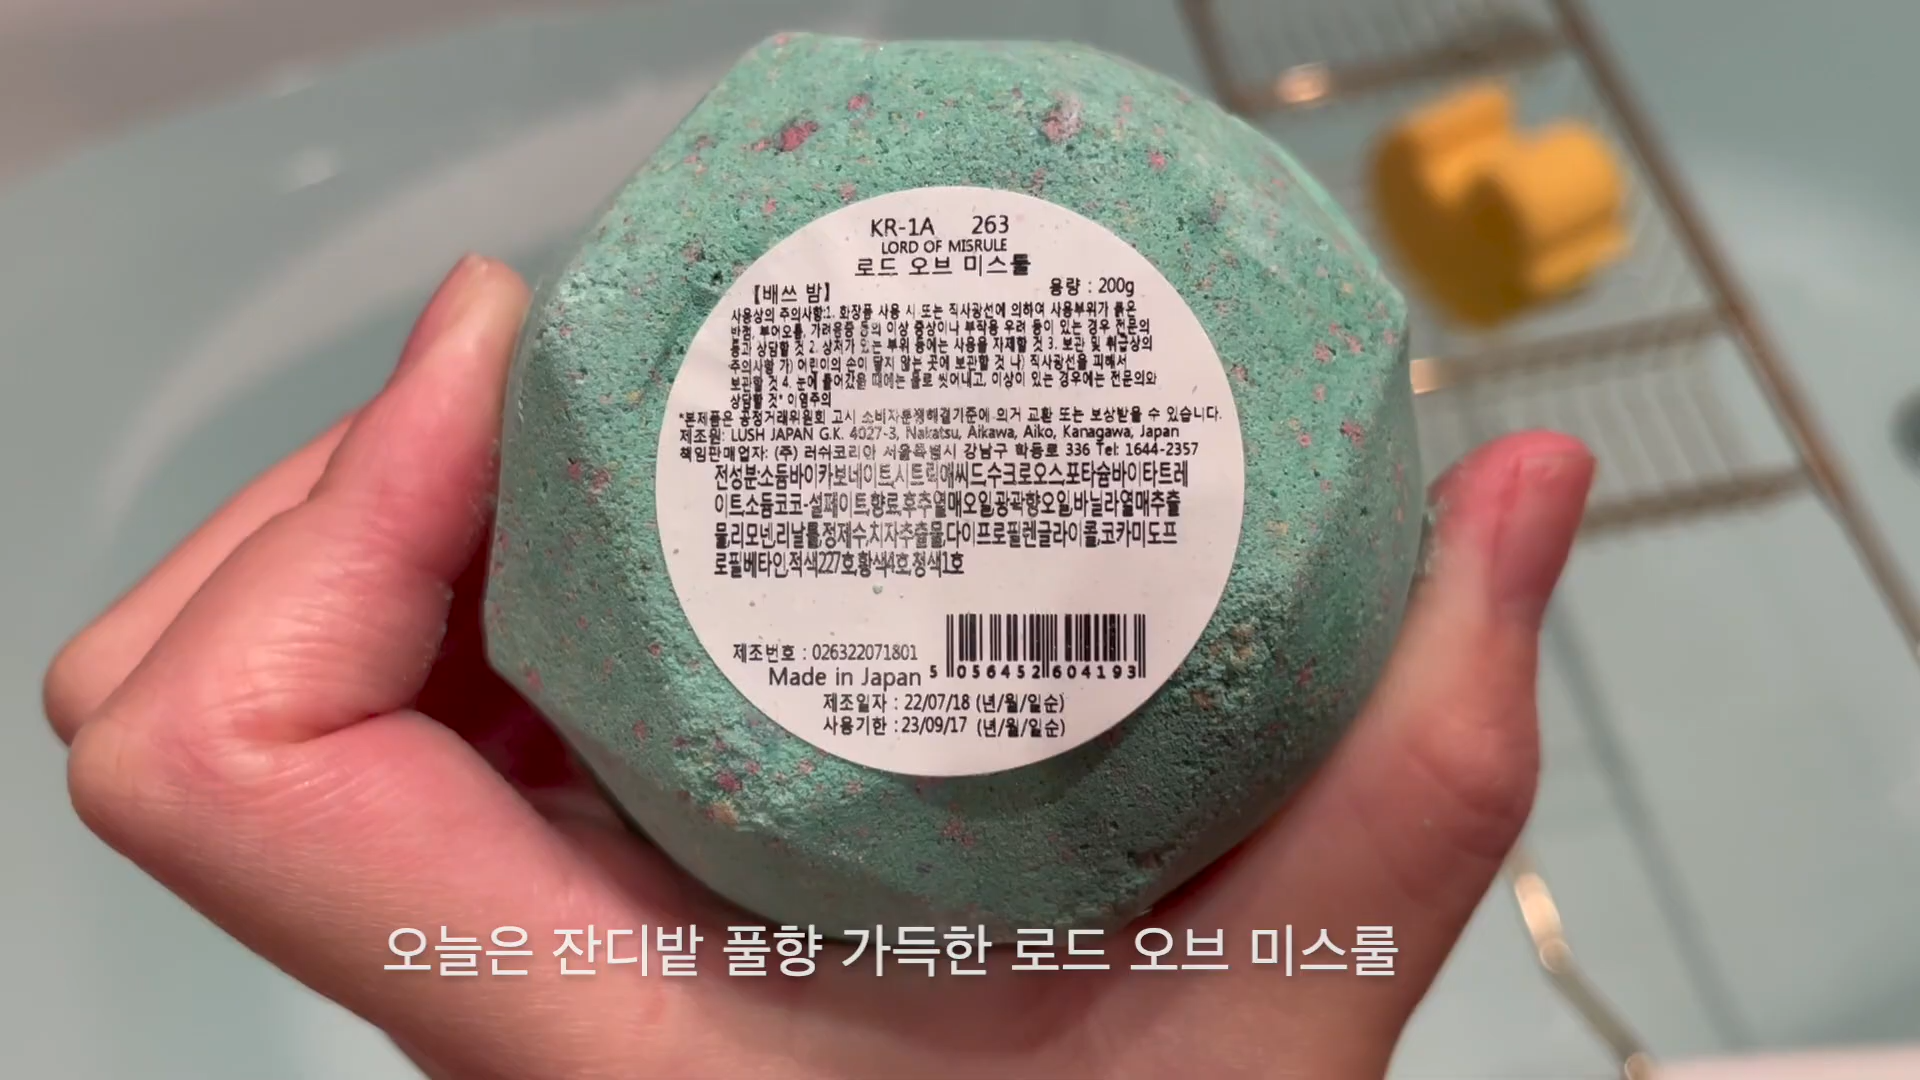 KR-1A 263
LORD OF MISRULE
로드 오브 미스룰
【배쓰 밤】 용량 : 200g
사용상의 주의사항:1. 화장품 사용 시 또는 직사광선에 의하여 사용부위가 붉은
반점, 부어오름, 가려움증 등의 이상 증상이나 부작용 우려 등이 있는 경우 전문의
등과 상담할 것 2. 상처가 있는 부위 등에는 사용을 자제할 것 3. 보관 및 취급상의
주의사항 가) 어린이의 손이 닿지 않는 곳에 보관할 것 나) 직사광선을 피해서
보관할 것 4. 눈에 들어갔을 때에는 물로 씻어내고, 이상이 있는 경우에는 전문의와
상담할 것* 이염주의
*본제품은 공정거래위원회 고시 소비자분쟁해결기준에 의거 교환 또는 보상받을 수 있습니다.
제조원: LUSH JAPAN G.K. 4027-3, Nakatsu, Aikawa, Aiko, Kanagawa, Japan
책임판매업자: (주) 러쉬코리아 서울특별시 강남구 학동로 336 Tel: 1644-2357
전성분:소듐바이카보네이트,시트릭애씨드,수크로오스,포타슘바이타트레
이트,소듐코코-설페이트,향료,후추열매오일,광곽향오일,바닐라열매추출
물,리모넨,리날룰,정제수,치자추출물,다이프로필렌글라이콜,코카미도프
로필베타인,적색227호,황색4호,청색1호
제조번호 : 026322071801
Made in Japan
5 056452 604193
제조일자 : 22/07/18 (년/월/일순)
사용기한 : 23/09/17 (년/월/일순)
오늘은 잔디밭 풀향 가득한 로드 오브 미스룰